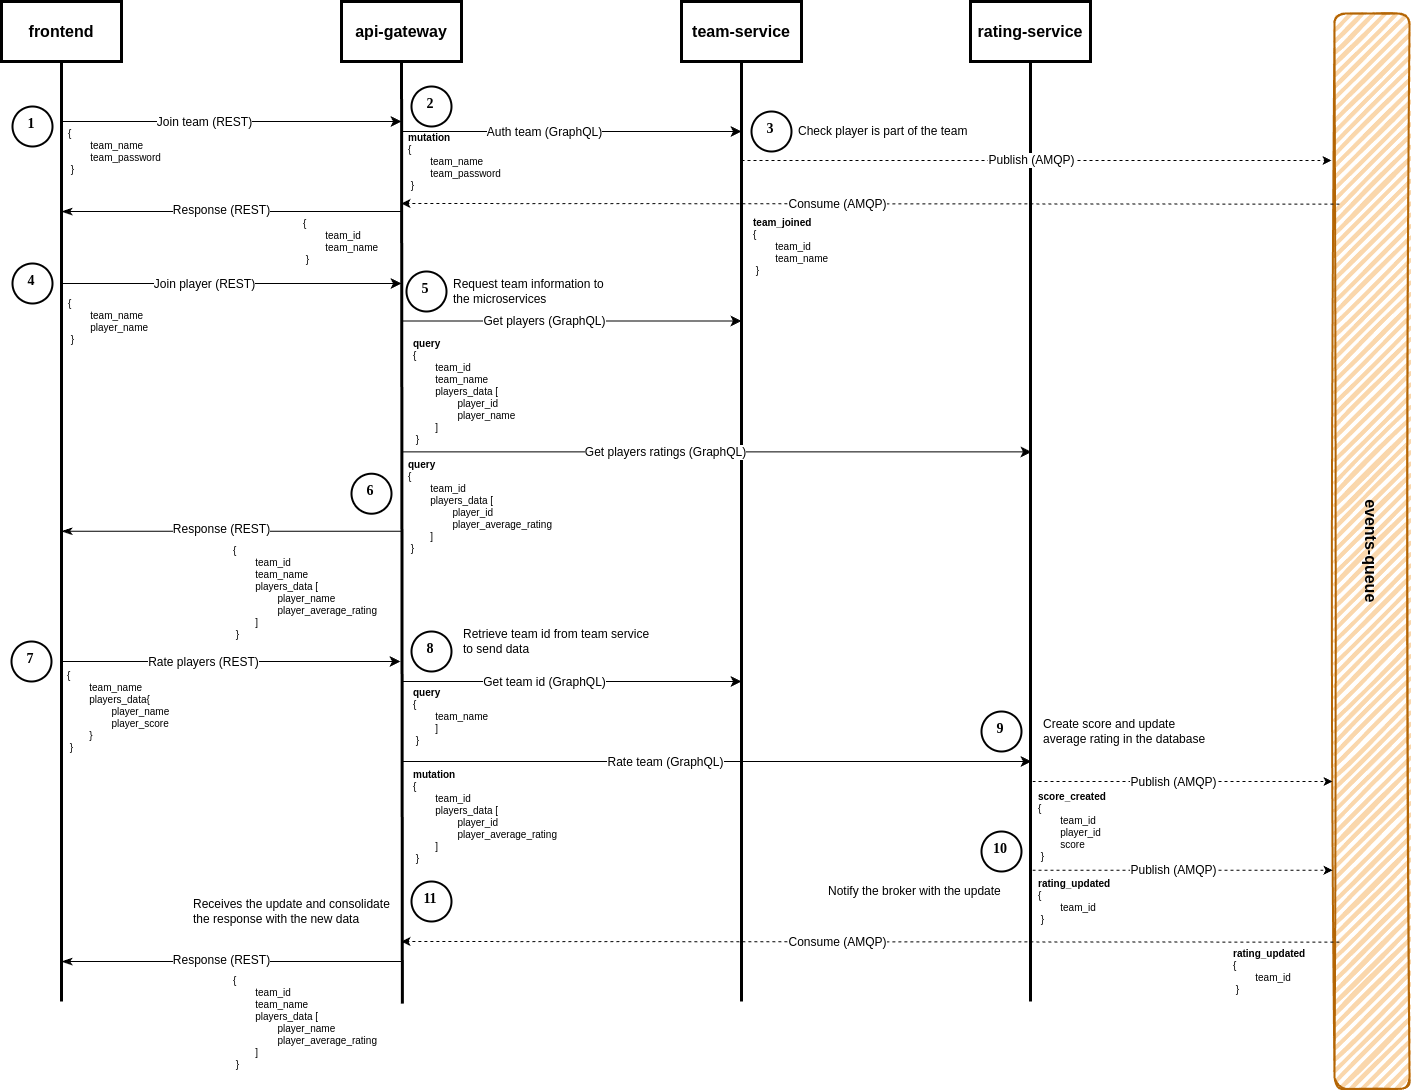 frontend
api-gateway
team-service
rating-service
events-queue
1
Join team (REST)
{
team_name
team_password
}
2
Auth team (GraphQL)
mutation
{
team_name
team_password
}
3
Check player is part of the team
Publish (AMQP)
Consume (AMQP)
team_joined
{
team_id
team_name
}
Response (REST)
{
team_id
team_name
}
4
Join player (REST)
{
team_name
player_name
}
5
Request team information to
the microservices
Get players (GraphQL)
query
{
team_id
team_name
players_data [
player_id
player_name
]
}
Get players ratings (GraphQL)
query
{
team_id
players_data [
player_id
player_average_rating
]
}
6
Response (REST)
{
team_id
team_name
players_data [
player_name
player_average_rating
]
}
7
Rate players (REST)
{
team_name
players_data{
player_name
player_score
}
}
8
Retrieve team id from team service
to send data
Get team id (GraphQL)
query
{
team_name
]
}
Rate team (GraphQL)
mutation
{
team_id
players_data [
player_id
player_average_rating
]
}
9
Create score and update
average rating in the database
Publish (AMQP)
score_created
{
team_id
player_id
score
}
10
Notify the broker with the update
Publish (AMQP)
rating_updated
{
team_id
}
11
Receives the update and consolidate
the response with the new data
Consume (AMQP)
rating_updated
{
team_id
}
Response (REST)
{
team_id
team_name
players_data [
player_name
player_average_rating
]
}